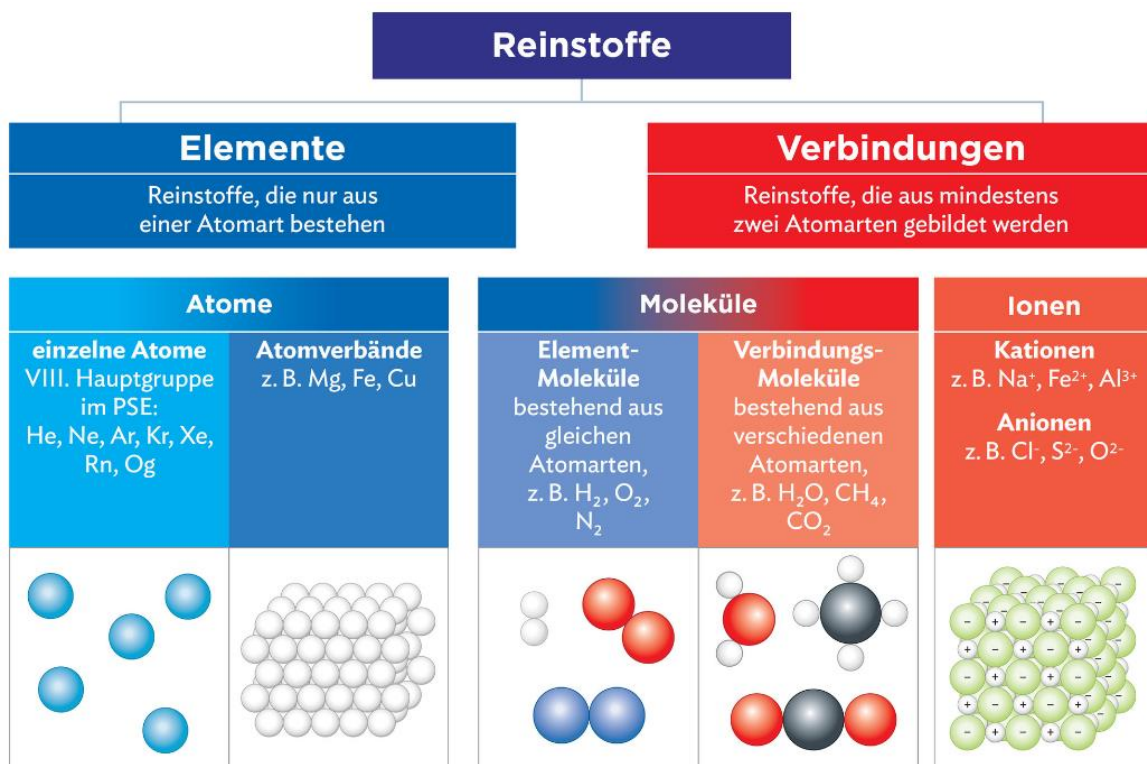 Reinstoffe
Elemente
Reinstoffe, die nur aus
einer Atomart bestehen
Verbindungen
Reinstoffe, die aus mindestens
zwei Atomarten gebildet werden
Atome
einzelne Atome
VIII. Hauptgruppe
im PSE:
He, Ne, Ar, Kr, Xe,
Rn, Og
Atomverbände
z. B. Mg, Fe, Cu
Moleküle
Element-
Moleküle
bestehend aus
gleichen
Atomarten,
z. B. H₂, O₂,
N₂
Verbindungs-
Moleküle
bestehend aus
verschiedenen
Atomarten,
z. B. H₂O, CH₄,
CO₂
Ionen
Kationen
z. B. Na⁺, Fe²⁺, Al³⁺
Anionen
z. B. Cl⁻, S²⁻, O²⁻
- + - + -
+ - + - +
- + - + -
+ - + - +
- + - + -